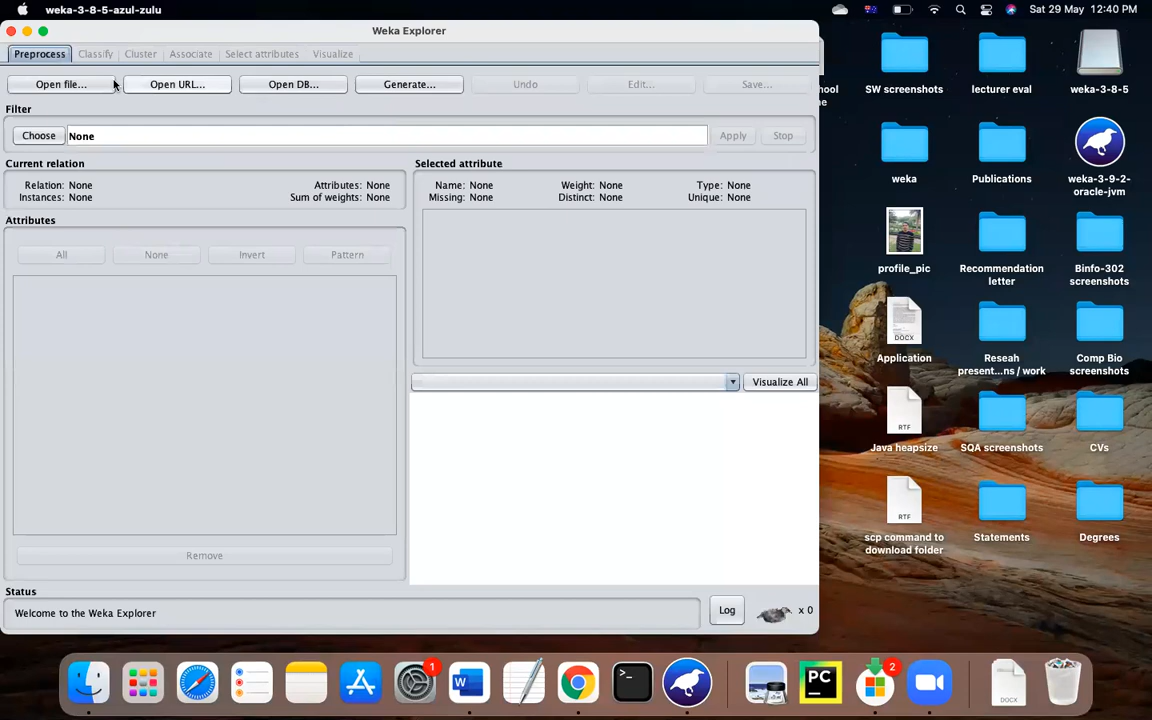 weka-3-8-5-azul-zulu
Sat 29 May 12:40 PM
Weka Explorer
Preprocess Classify Cluster Associate Select attributes Visualize
Open file... Open URL... Open DB... Generate... Undo Edit... Save...
Filter
Choose None Apply Stop
Current relation
Relation: None Attributes: None
Instances: None Sum of weights: None
Selected attribute
Name: None Weight: None Type: None
Missing: None Distinct: None Unique: None
Attributes
All None Invert Pattern
Remove
Visualize All
Status
Welcome to the Weka Explorer
Log
x 0
SW screenshots
lecturer eval
weka-3-8-5
weka
Publications
weka-3-9-2-
oracle-jvm
profile_pic
Recommendation
letter
Binfo-302
screenshots
DOCX
Application
Reseah
present...ns / work
Comp Bio
screenshots
RTF
Java heapsize
SQA screenshots
CVs
RTF
scp command to
download folder
Statements
Degrees
1
W
>_
PC
2
DOCX